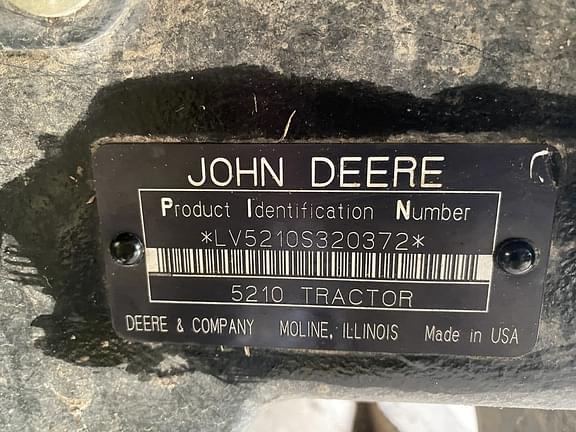 JOHN DEERE
Product Identification Number
*LV5210S320372*
5210 TRACTOR
DEERE & COMPANY MOLINE, ILLINOIS Made in USA